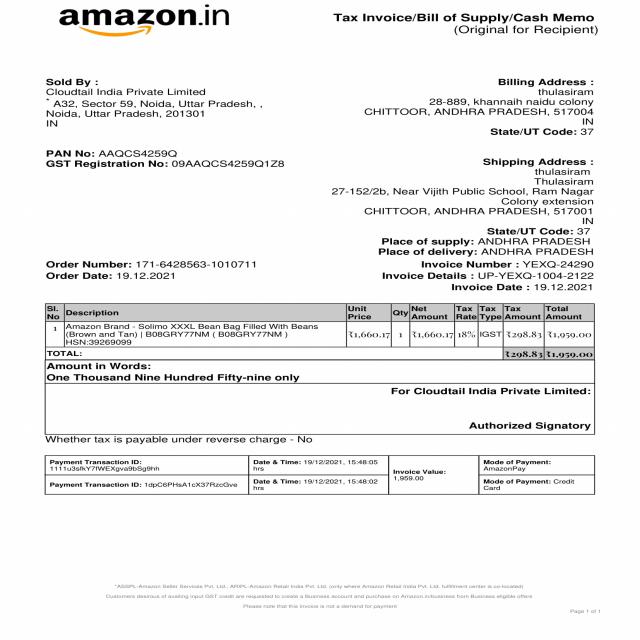 amazon.in
Tax Invoice/Bill of Supply/Cash Memo
(Original for Recipient)
Sold By :
Cloudtail India Private Limited
* A32, Sector 59, Noida, Uttar Pradesh, ,
Noida, Uttar Pradesh, 201301
IN
PAN No: AAQCS4259Q
GST Registration No: 09AAQCS4259Q1Z8
Billing Address :
thulasiram
28-889, khannaih naidu colony
CHITTOOR, ANDHRA PRADESH, 517004
IN
State/UT Code: 37
Shipping Address :
thulasiram
Thulasiram
27-152/2b, Near Vijith Public School, Ram Nagar
Colony extension
CHITTOOR, ANDHRA PRADESH, 517001
IN
State/UT Code: 37
Place of supply: ANDHRA PRADESH
Place of delivery: ANDHRA PRADESH
Order Number: 171-6428563-1010711
Order Date: 19.12.2021
Invoice Number : YEXQ-24290
Invoice Details : UP-YEXQ-1004-2122
Invoice Date : 19.12.2021
Sl. No Description Unit Price Qty Net Amount Tax Rate Tax Type Tax Amount Total Amount
1 Amazon Brand - Solimo XXXL Bean Bag Filled With Beans
(Brown and Tan) | B08GRY77NM ( B08GRY77NM )
HSN:39269099
₹1,660.17 1 ₹1,660.17 18% IGST ₹298.83 ₹1,959.00
TOTAL: ₹298.83 ₹1,959.00
Amount in Words:
One Thousand Nine Hundred Fifty-nine only
For Cloudtail India Private Limited:
Authorized Signatory
Whether tax is payable under reverse charge - No
Payment Transaction ID:
1111u3sfkY7fWEXgva9bSg9hh
Date & Time: 19/12/2021, 15:48:05
hrs
Invoice Value:
1,959.00
Mode of Payment:
AmazonPay
Payment Transaction ID: 1dpC6PHsA1cX37RzcGve
Date & Time: 19/12/2021, 15:48:02
hrs
Mode of Payment: Credit
Card
*ASSPL-Amazon Seller Services Pvt. Ltd., ARIPL-Amazon Retail India Pvt. Ltd. (only where Amazon Retail India Pvt. Ltd. fulfillment center is co-located)
Customers desirous of availing input GST credit are requested to create a Business account and purchase on Amazon.in/business from Business eligible offers
Please note that this invoice is not a demand for payment
Page 1 of 1